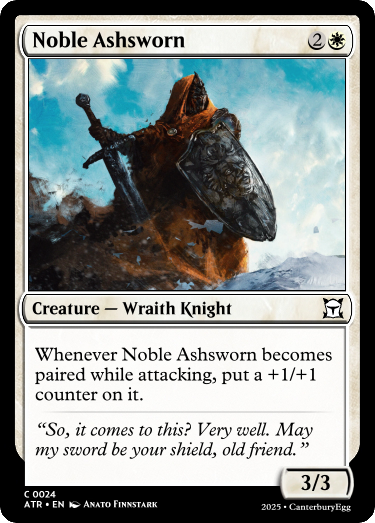 Noble Ashsworn 2
Creature — Wraith Knight
Whenever Noble Ashsworn becomes
paired while attacking, put a +1/+1
counter on it.
“So, it comes to this? Very well. May
my sword be your shield, old friend.”
3/3
C 0024
ATR • EN Anato Finnstark
2025 • CanterburyEgg